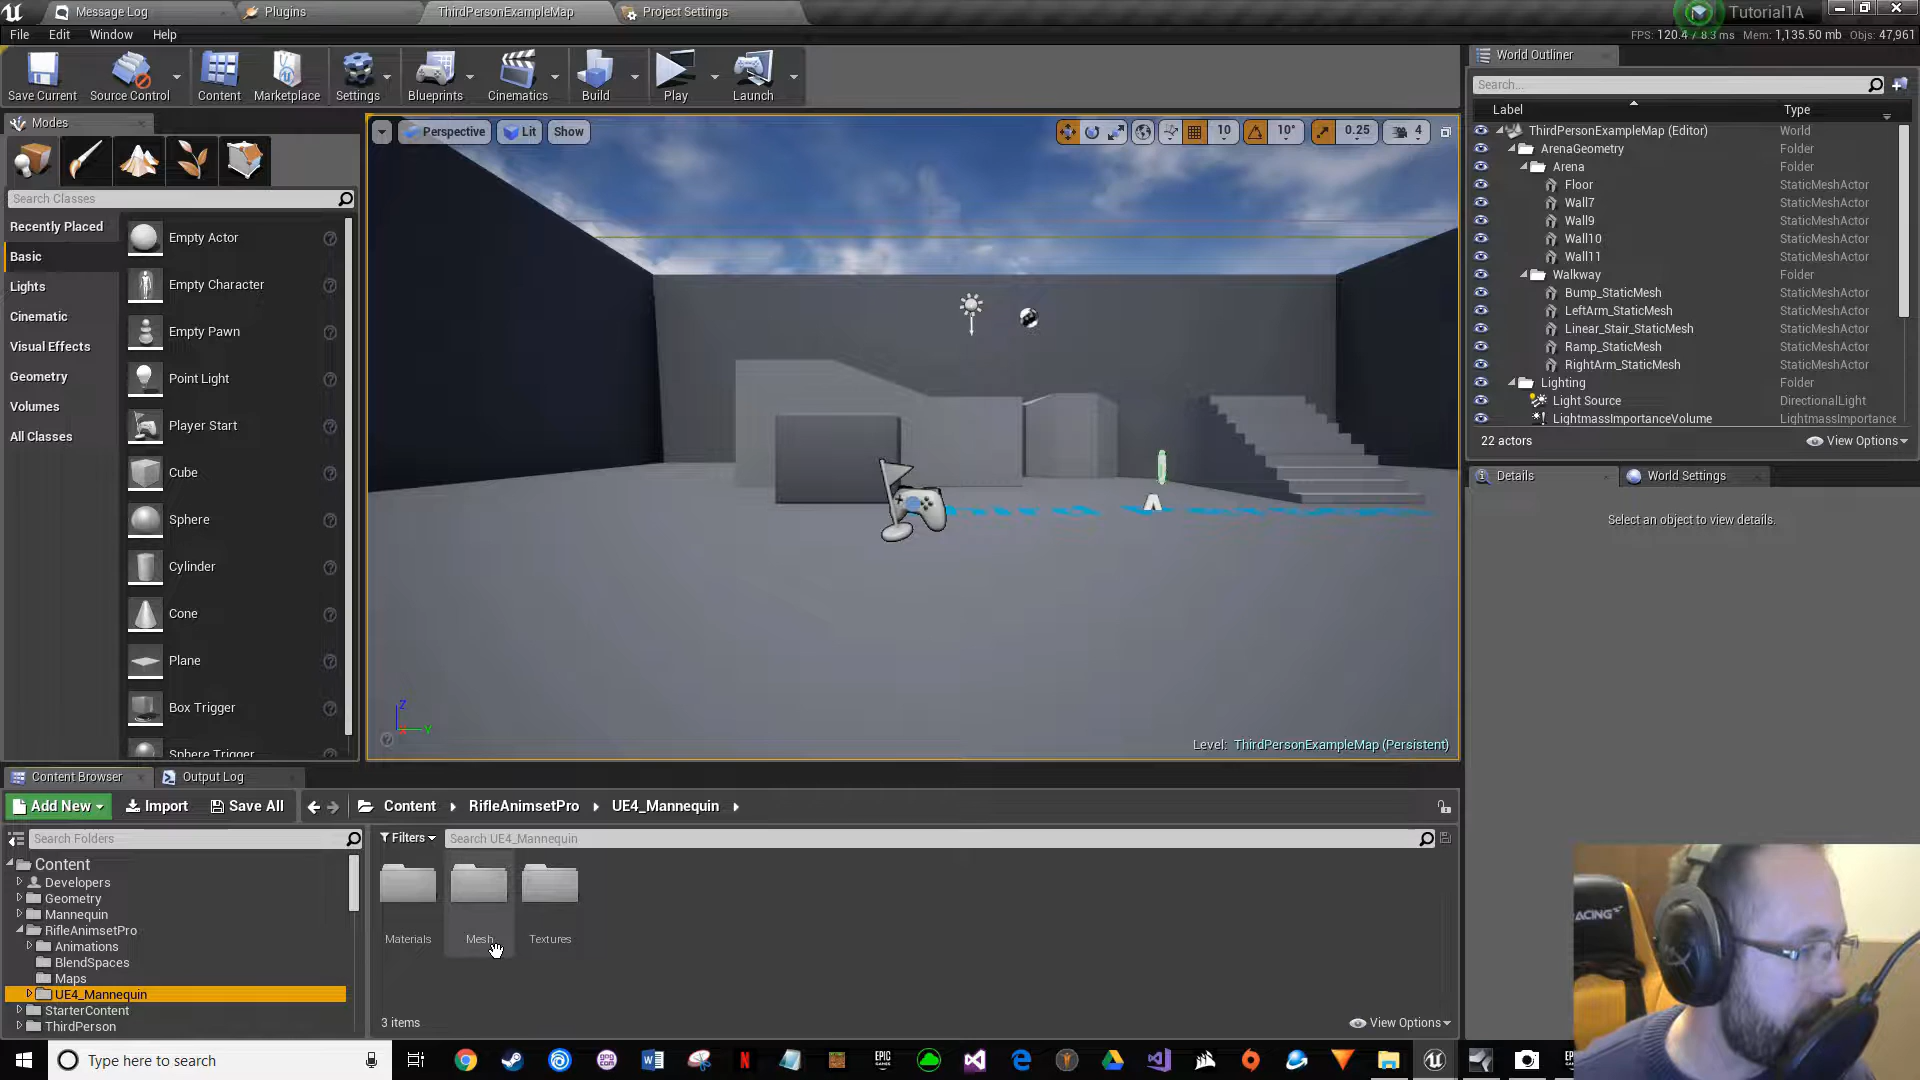 Message Log
Plugins
ThirdPersonExampleMap
Project Settings
Tutorial1A
File
Edit
Window
Help
FPS: 120.4 / 8.3 ms Mem: 1,135.50 mb Objs: 47,961
Save Current
Source Control
Content
Marketplace
Settings
Blueprints
Cinematics
Build
Play
Launch
World Outliner
Search...
Label
Type
ThirdPersonExampleMap (Editor) World
ArenaGeometry Folder
Arena Folder
Floor StaticMeshActor
Wall7 StaticMeshActor
Wall9 StaticMeshActor
Wall10 StaticMeshActor
Wall11 StaticMeshActor
Walkway Folder
Bump_StaticMesh StaticMeshActor
LeftArm_StaticMesh StaticMeshActor
Linear_Stair_StaticMesh StaticMeshActor
Ramp_StaticMesh StaticMeshActor
RightArm_StaticMesh StaticMeshActor
Lighting Folder
Light Source DirectionalLight
LightmassImportanceVolume LightmassImportance
22 actors
View Options
Details
World Settings
Select an object to view details.
Modes
Search Classes
Recently Placed
Basic
Lights
Cinematic
Visual Effects
Geometry
Volumes
All Classes
Empty Actor
Empty Character
Empty Pawn
Point Light
Player Start
Cube
Sphere
Cylinder
Cone
Plane
Box Trigger
Sphere Trigger
Perspective
Lit
Show
10
10°
0.25
4
Z
X
Y
Level: ThirdPersonExampleMap (Persistent)
Content Browser
Output Log
Add New
Import
Save All
Content
RifleAnimsetPro
UE4_Mannequin
Search Folders
Filters
Search UE4_Mannequin
Content
Developers
Geometry
Mannequin
RifleAnimsetPro
Animations
BlendSpaces
Maps
UE4_Mannequin
StarterContent
ThirdPerson
Materials
Mesh
Textures
3 items
View Options
RACING
Type here to search
EPIC
GAMES